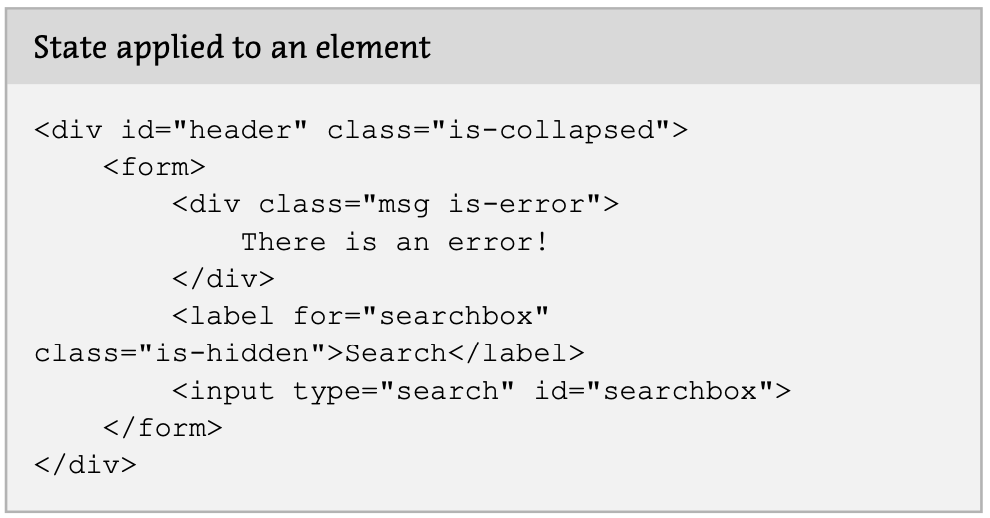 State applied to an element
<div id="header" class="is-collapsed">
    <form>
        <div class="msg is-error">
            There is an error!
        </div>
        <label for="searchbox"
class="is-hidden">Search</label>
        <input type="search" id="searchbox">
    </form>
</div>